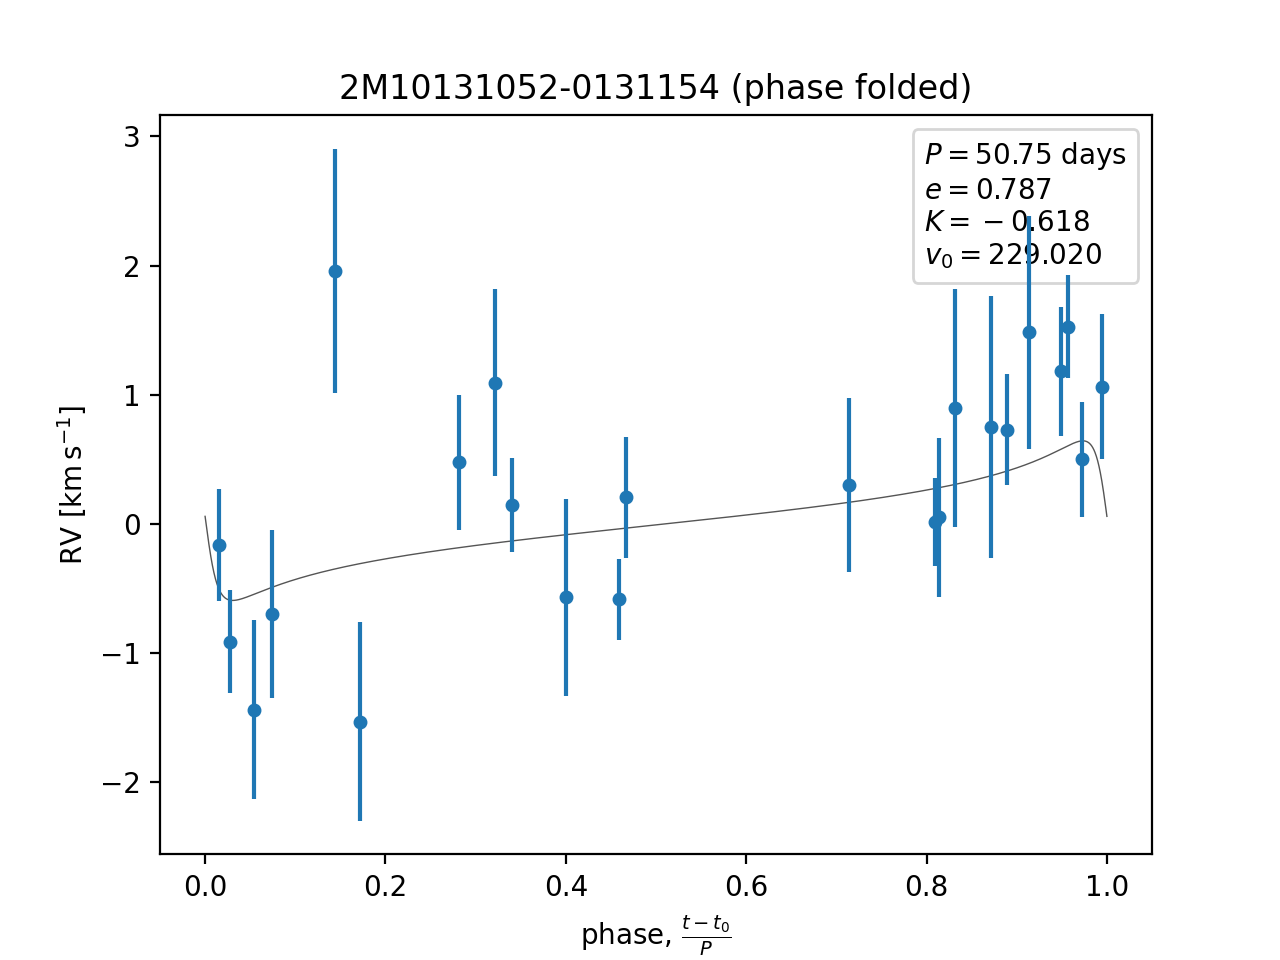 2M10131052-0131154 (phase folded)
P = 50.75 days
e = 0.787
K = −0.618
v₀ = 229.020
3
2
1
0
−1
−2
RV [km s⁻¹]
0.0 0.2 0.4 0.6 0.8 1.0
phase, (t − t₀)/P